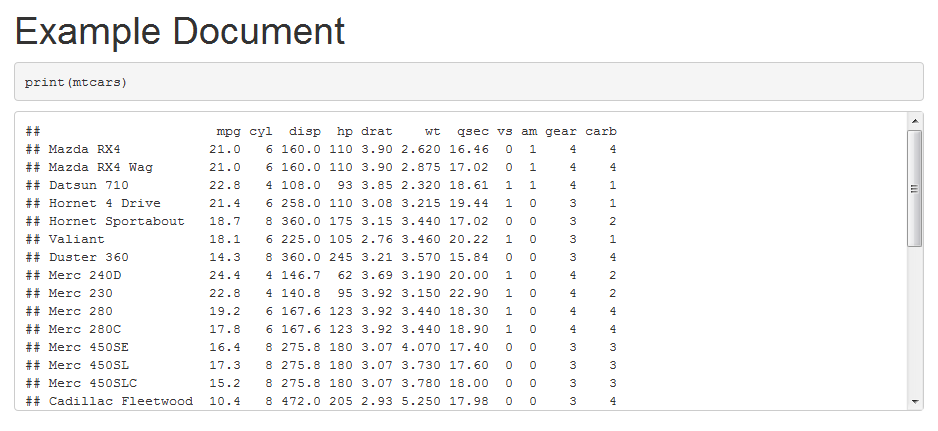 Example Document
print(mtcars)
##                      mpg cyl  disp  hp drat    wt  qsec vs am gear carb
## Mazda RX4           21.0   6 160.0 110 3.90 2.620 16.46  0  1    4    4
## Mazda RX4 Wag       21.0   6 160.0 110 3.90 2.875 17.02  0  1    4    4
## Datsun 710          22.8   4 108.0  93 3.85 2.320 18.61  1  1    4    1
## Hornet 4 Drive      21.4   6 258.0 110 3.08 3.215 19.44  1  0    3    1
## Hornet Sportabout   18.7   8 360.0 175 3.15 3.440 17.02  0  0    3    2
## Valiant             18.1   6 225.0 105 2.76 3.460 20.22  1  0    3    1
## Duster 360          14.3   8 360.0 245 3.21 3.570 15.84  0  0    3    4
## Merc 240D           24.4   4 146.7  62 3.69 3.190 20.00  1  0    4    2
## Merc 230            22.8   4 140.8  95 3.92 3.150 22.90  1  0    4    2
## Merc 280            19.2   6 167.6 123 3.92 3.440 18.30  1  0    4    4
## Merc 280C           17.8   6 167.6 123 3.92 3.440 18.90  1  0    4    4
## Merc 450SE          16.4   8 275.8 180 3.07 4.070 17.40  0  0    3    3
## Merc 450SL          17.3   8 275.8 180 3.07 3.730 17.60  0  0    3    3
## Merc 450SLC         15.2   8 275.8 180 3.07 3.780 18.00  0  0    3    3
## Cadillac Fleetwood  10.4   8 472.0 205 2.93 5.250 17.98  0  0    3    4